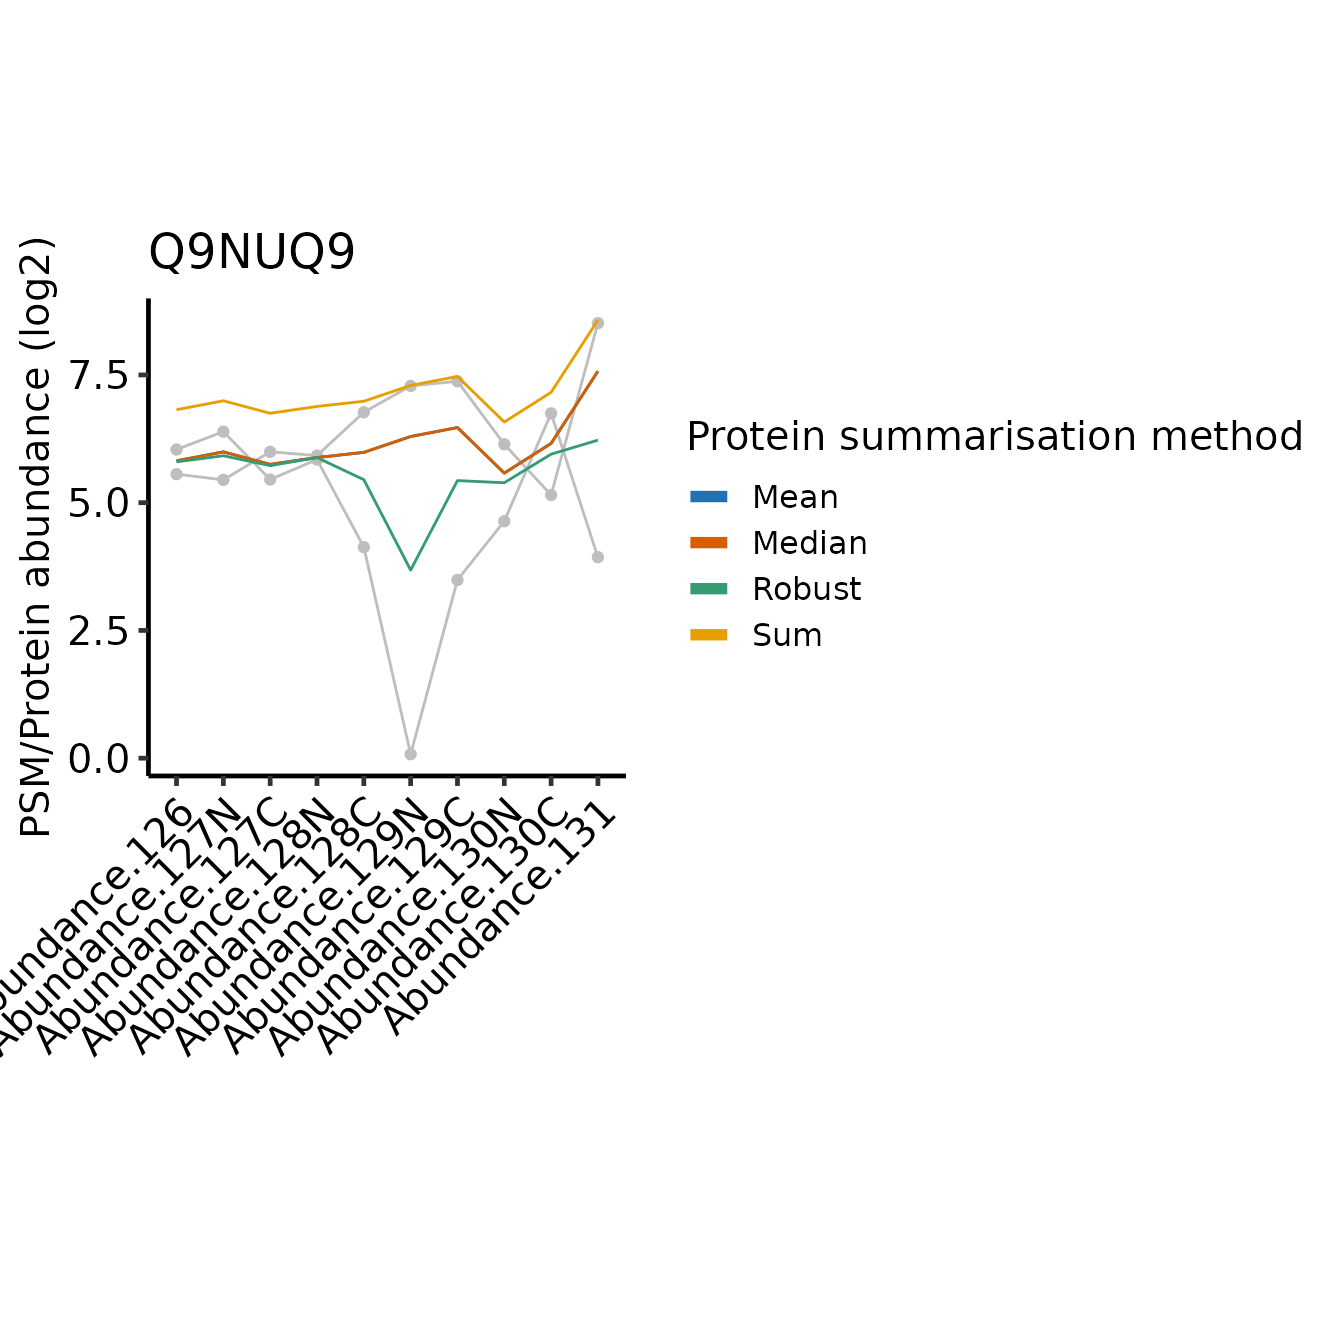 Q9NUQ9
PSM/Protein abundance (log2)
7.5
5.0
2.5
0.0
bundance.126
Abundance.127N
Abundance.127C
Abundance.128N
Abundance.128C
Abundance.129N
Abundance.129C
Abundance.130N
Abundance.130C
Abundance.131
Protein summarisation method
Mean
Median
Robust
Sum